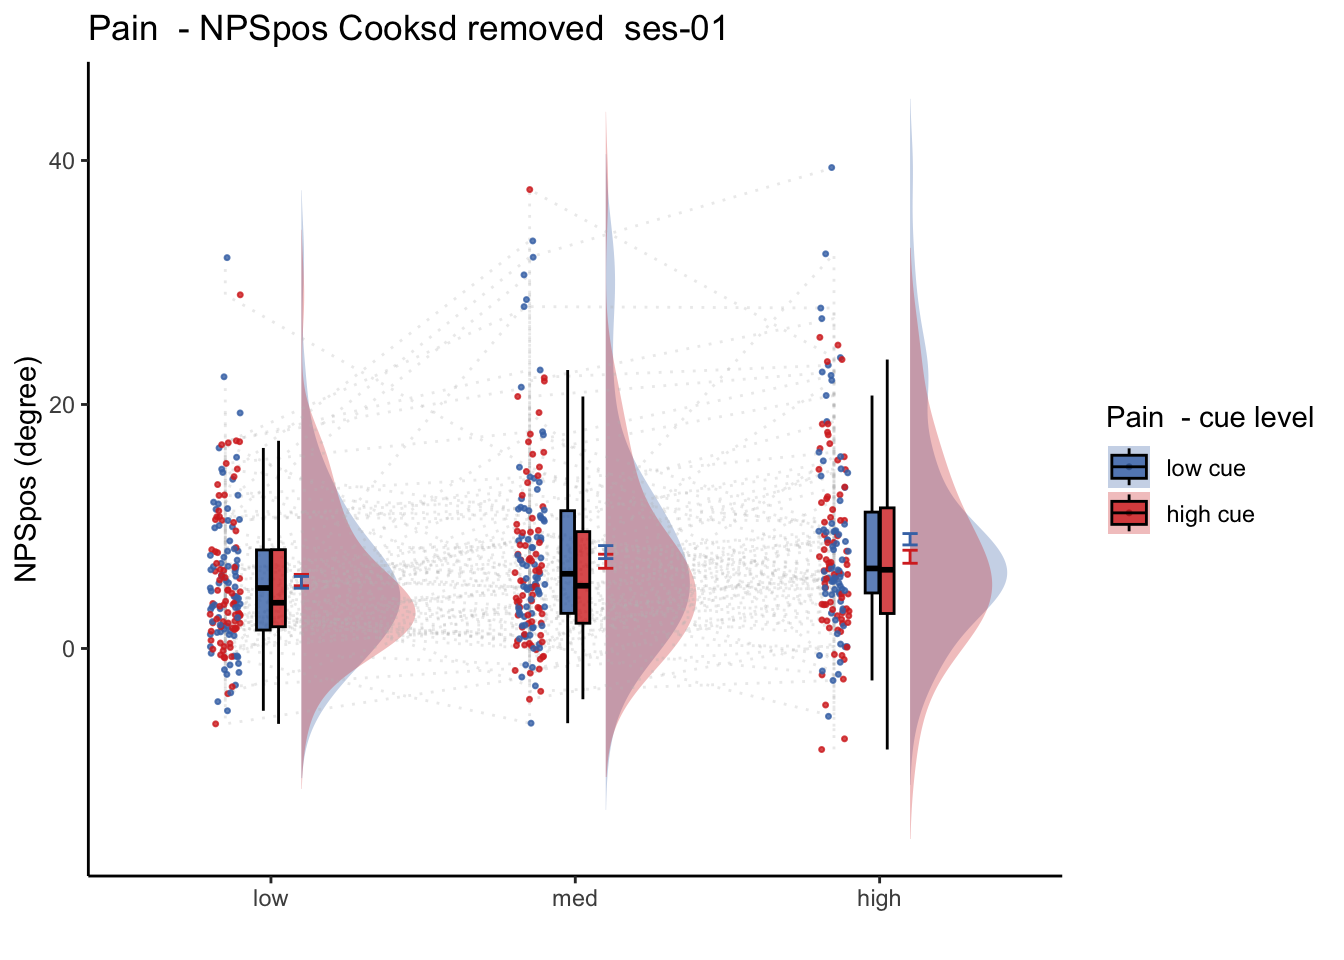 Pain  - NPSpos Cooksd removed  ses-01
NPSpos (degree)
40
20
0
low
med
high
Pain  - cue level
low cue
high cue